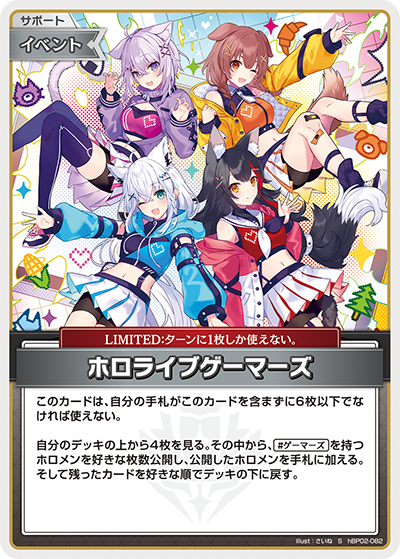 サポート
イベント
LIMITED:ターンに1枚しか使えない。
ホロライブゲーマーズ
このカードは、自分の手札がこのカードを含まずに6枚以下でな
ければ使えない。
自分のデッキの上から4枚を見る。その中から、#ゲーマーズを持つ
ホロメンを好きな枚数公開し、公開したホロメンを手札に加える。
そして残ったカードを好きな順でデッキの下に戻す。
illust：さいね S hBP02-082